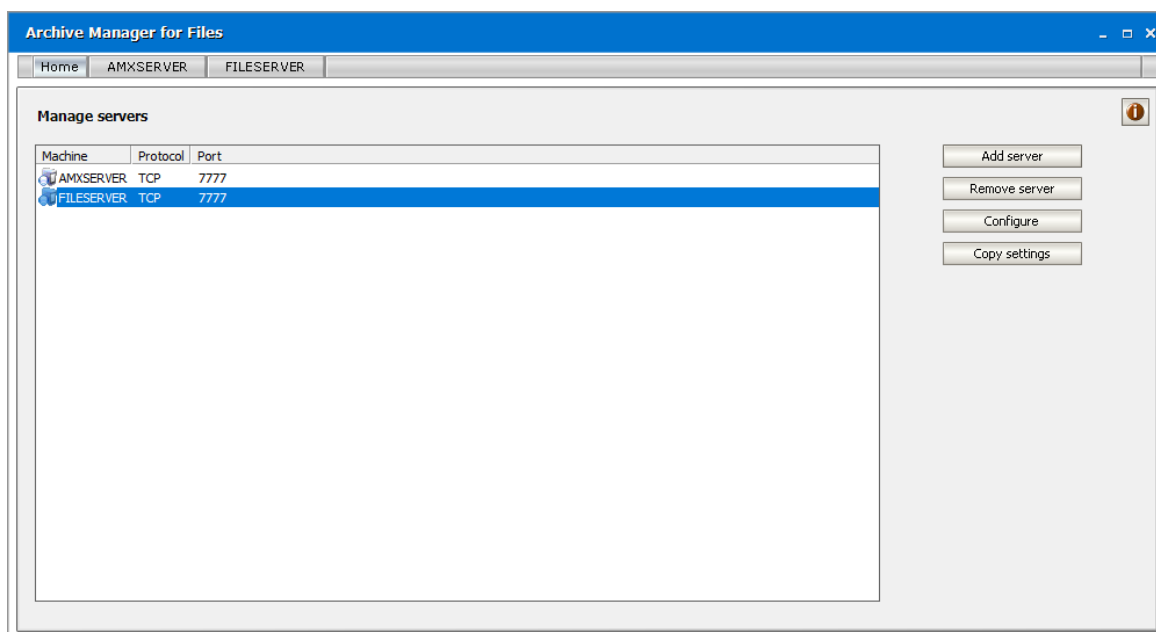 Archive Manager for Files
Home AMXSERVER FILESERVER
Manage servers
Machine Protocol Port
AMXSERVER TCP 7777
FILESERVER TCP 7777
Add server
Remove server
Configure
Copy settings